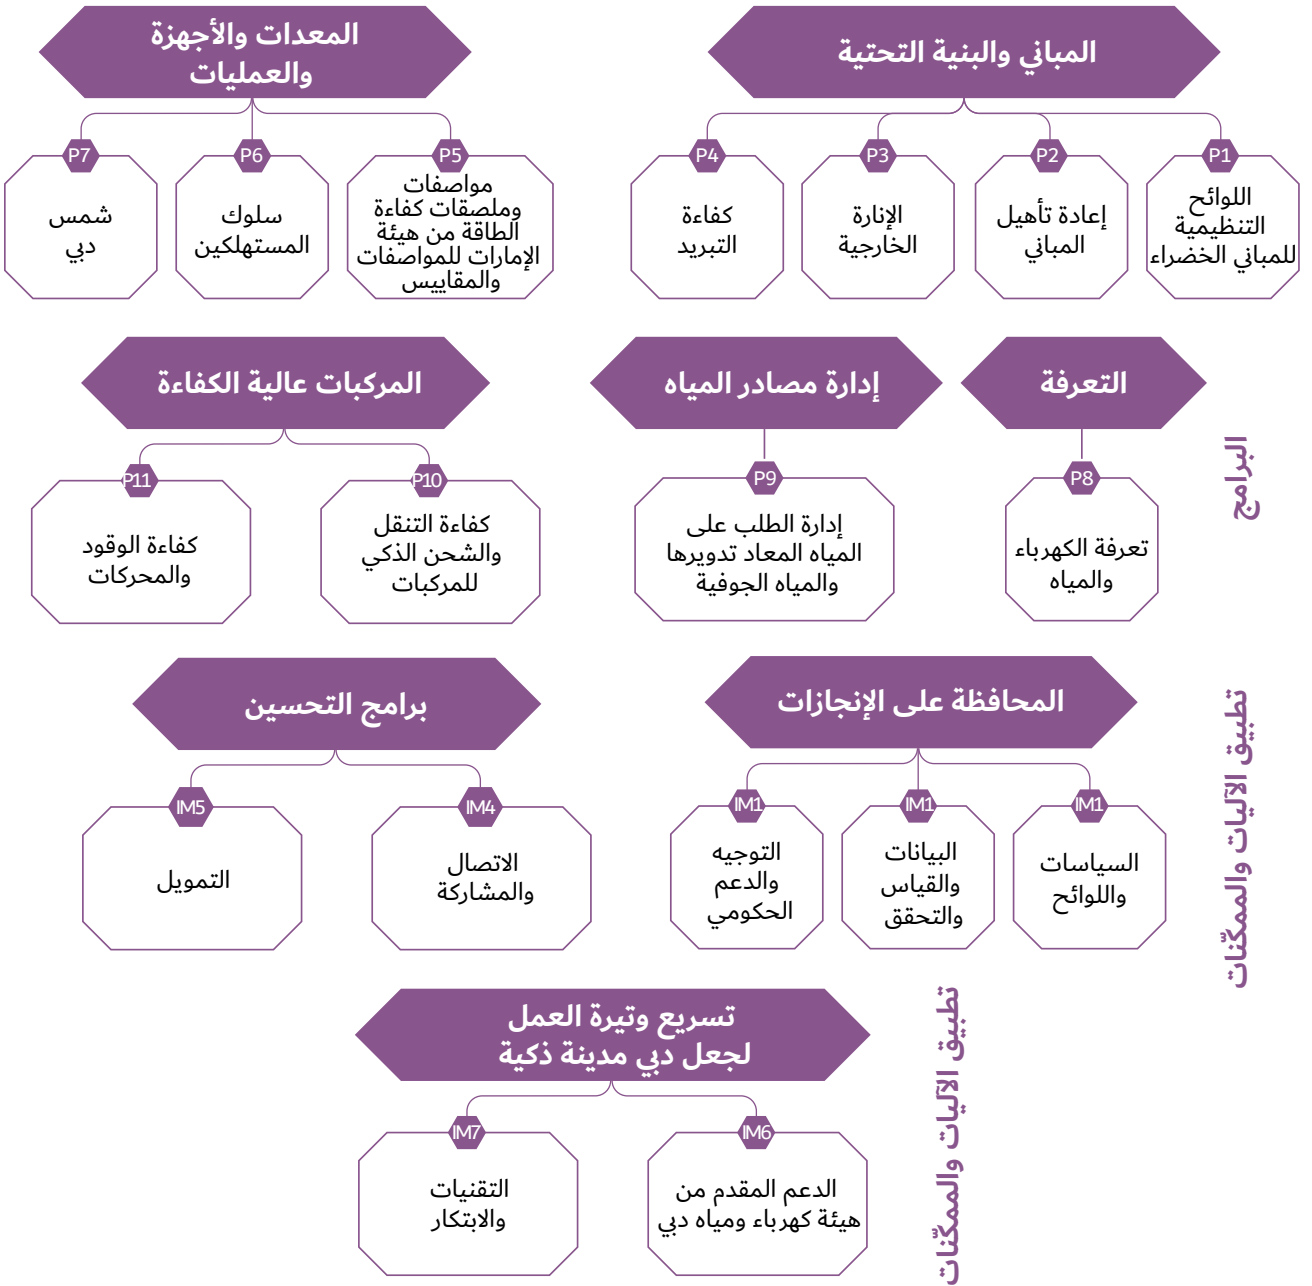 المباني والبنية التحتية
P1
اللوائح
التنظيمية
للمباني الخضراء
P2
إعادة تأهيل
المباني
P3
الإنارة
الخارجية
P4
كفاءة
التبريد
المعدات والأجهزة
والعمليات
P5
مواصفات
وملصقات كفاءة
الطاقة من هيئة
الإمارات للمواصفات
والمقاييس
P6
سلوك
المستهلكين
P7
شمس
دبي
البرامج
التعرفة
P8
تعرفة الكهرباء
والمياه
إدارة مصادر المياه
P9
إدارة الطلب على
المياه المعاد تدويرها
والمياه الجوفية
المركبات عالية الكفاءة
P10
كفاءة التنقل
والشحن الذكي
للمركبات
P11
كفاءة الوقود
والمحركات
تطبيق الآليات والممكّنات
المحافظة على الإنجازات
IM1
السياسات
واللوائح
IM1
البيانات
والقياس
والتحقق
IM1
التوجيه
والدعم
الحكومي
برامج التحسين
IM4
الاتصال
والمشاركة
IM5
التمويل
تطبيق الآليات والممكّنات
تسريع وتيرة العمل
لجعل دبي مدينة ذكية
IM6
الدعم المقدم من
هيئة كهرباء ومياه دبي
IM7
التقنيات
والابتكار